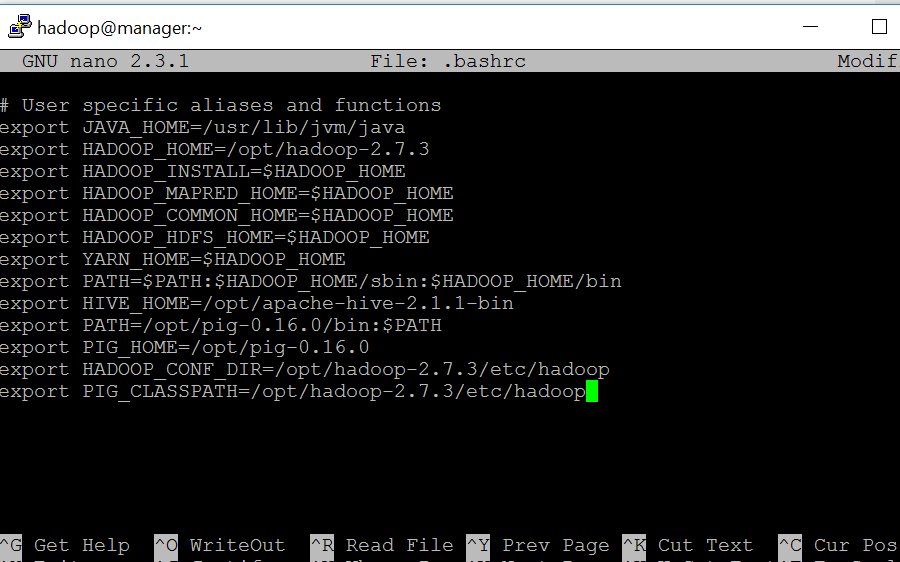 hadoop@manager:~
GNU nano 2.3.1 File: .bashrc Modif
# User specific aliases and functions
export JAVA_HOME=/usr/lib/jvm/java
export HADOOP_HOME=/opt/hadoop-2.7.3
export HADOOP_INSTALL=$HADOOP_HOME
export HADOOP_MAPRED_HOME=$HADOOP_HOME
export HADOOP_COMMON_HOME=$HADOOP_HOME
export HADOOP_HDFS_HOME=$HADOOP_HOME
export YARN_HOME=$HADOOP_HOME
export PATH=$PATH:$HADOOP_HOME/sbin:$HADOOP_HOME/bin
export HIVE_HOME=/opt/apache-hive-2.1.1-bin
export PATH=/opt/pig-0.16.0/bin:$PATH
export PIG_HOME=/opt/pig-0.16.0
export HADOOP_CONF_DIR=/opt/hadoop-2.7.3/etc/hadoop
export PIG_CLASSPATH=/opt/hadoop-2.7.3/etc/hadoop
^G Get Help ^O WriteOut ^R Read File ^Y Prev Page ^K Cut Text ^C Cur Pos